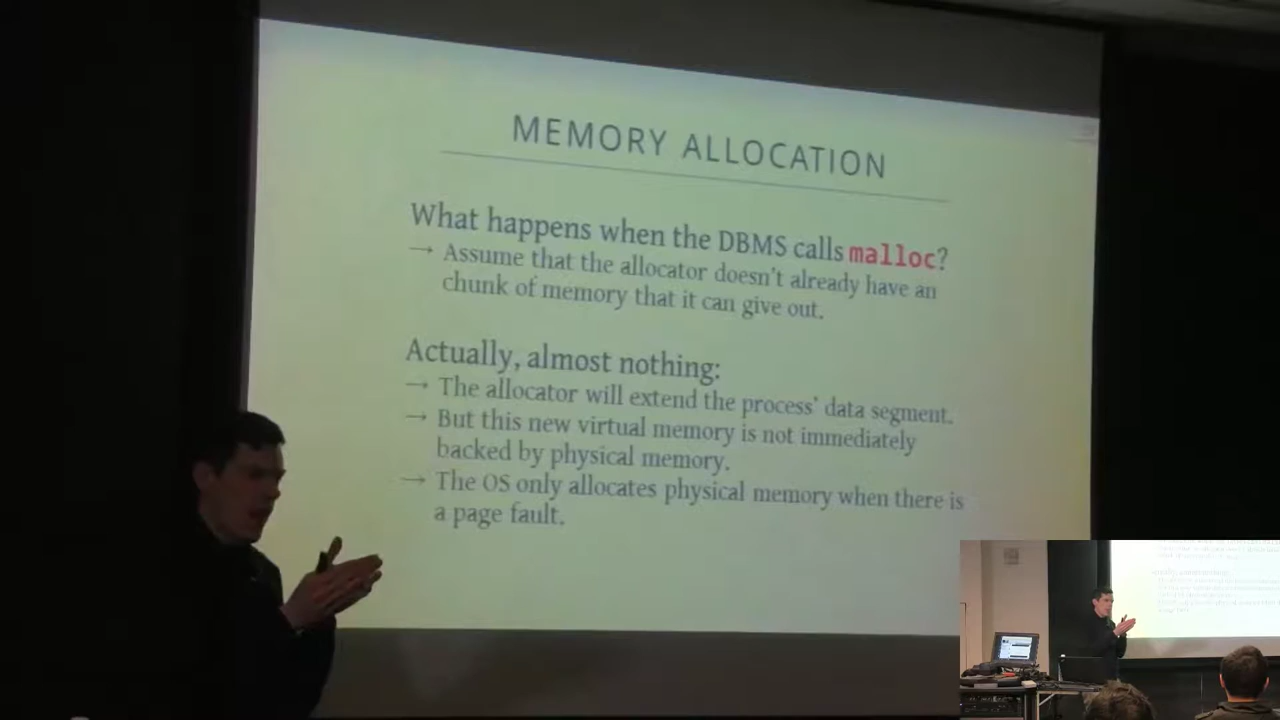 MEMORY ALLOCATION
What happens when the DBMS calls malloc?
→ Assume that the allocator doesn't already have an
chunk of memory that it can give out.
Actually, almost nothing:
→ The allocator will extend the process' data segment.
→ But this new virtual memory is not immediately
backed by physical memory.
→ The OS only allocates physical memory when there is
a page fault.